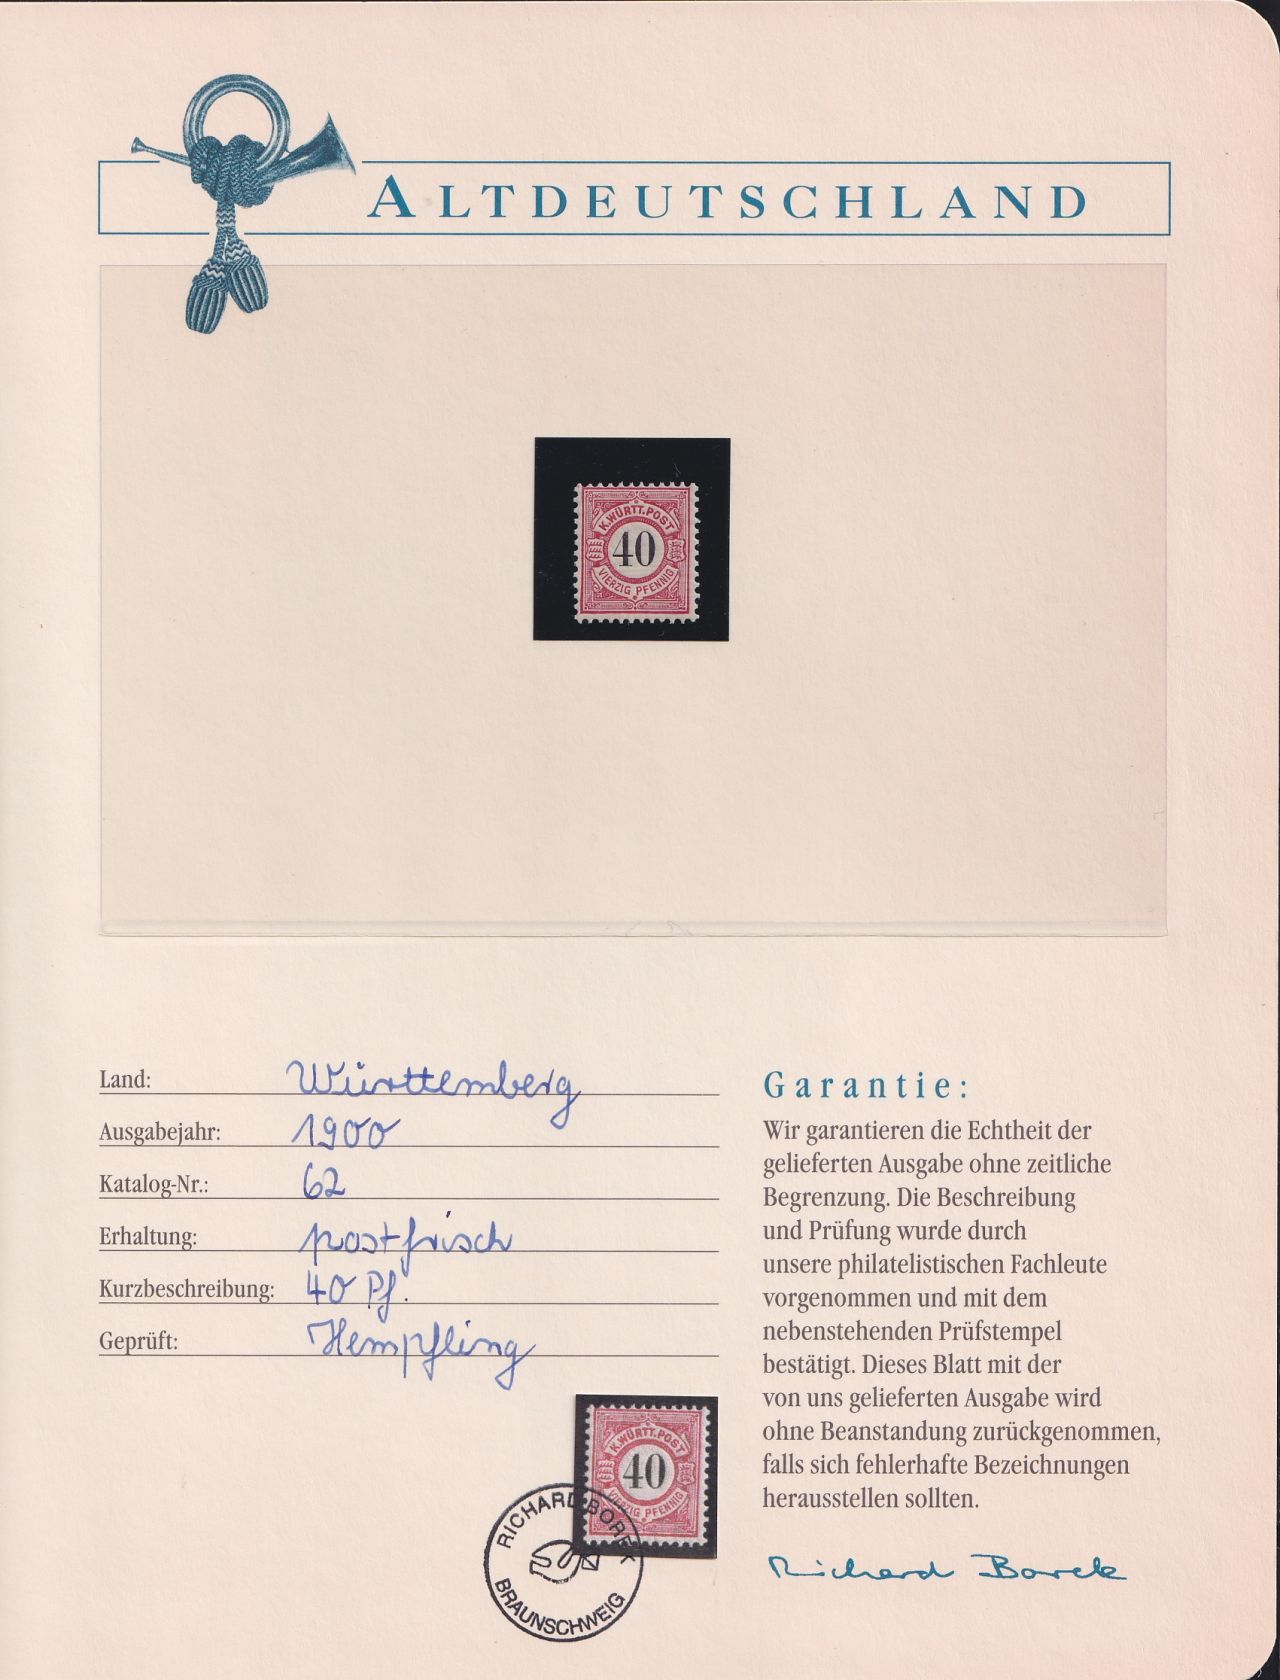 ALTDEUTSCHLAND
K. WÜRTT. POST
40
VIERZIG PFENNIG
Land: Württemberg
Ausgabejahr: 1900
Katalog-Nr.: 62
Erhaltung: postfrisch
Kurzbeschreibung: 40 Pf.
Geprüft: Hempfling
K. WÜRTT. POST
40
VIERZIG PFENNIG
RICHARD BOREK
BRAUNSCHWEIG
Garantie:
Wir garantieren die Echtheit der
gelieferten Ausgabe ohne zeitliche
Begrenzung. Die Beschreibung
und Prüfung wurde durch
unsere philatelistischen Fachleute
vorgenommen und mit dem
nebenstehenden Prüfstempel
bestätigt. Dieses Blatt mit der
von uns gelieferten Ausgabe wird
ohne Beanstandung zurückgenommen,
falls sich fehlerhafte Bezeichnungen
herausstellen sollten.
Richard Borek